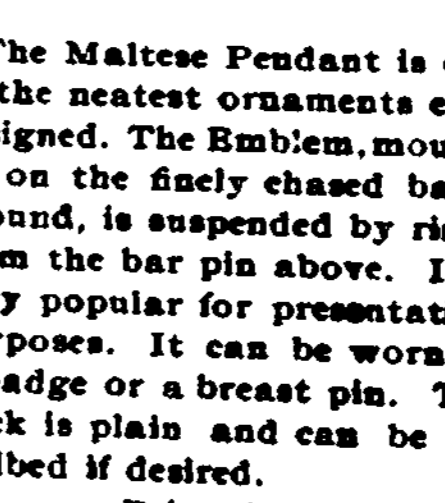 The Maltese Pendant is
the neatest ornaments e
signed. The Emblem, mou
on the finely chased ba
ound, is suspended by ri
m the bar pin above. I
y popular for presentat
rposes. It can be worn
adge or a breast pin. T
ck is plain and can be
ibed if desired.